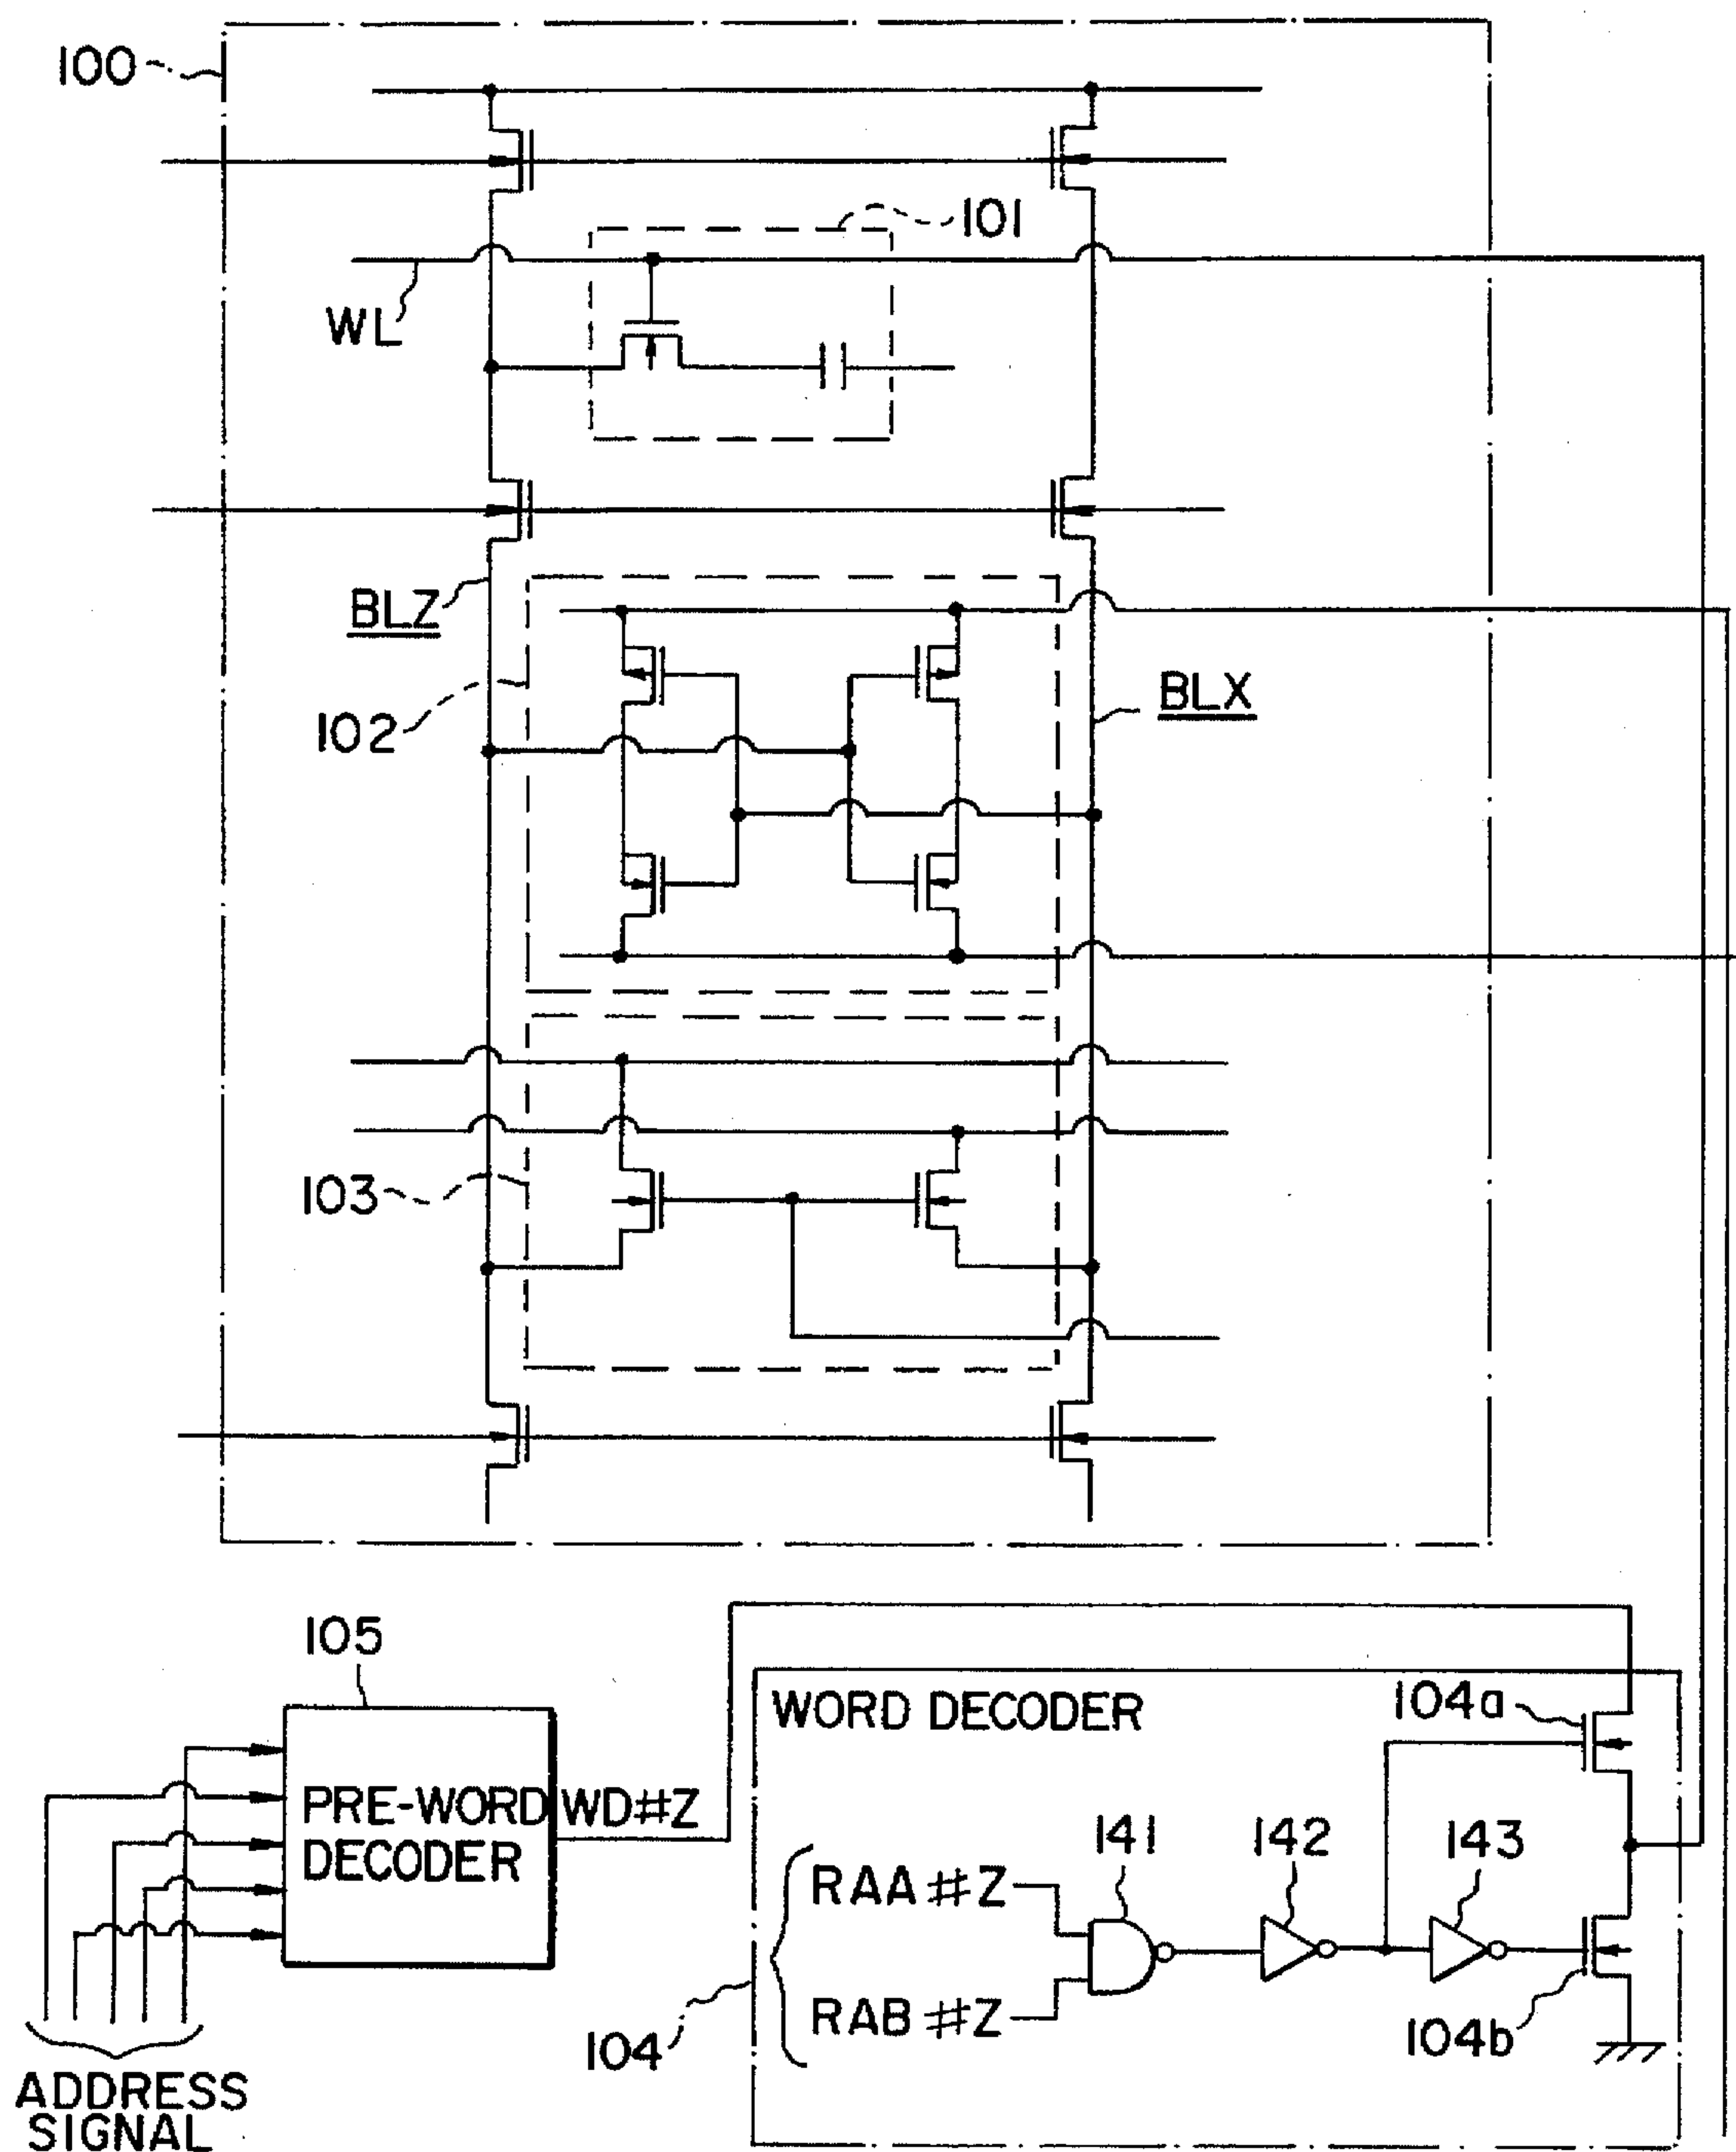 100
101
WL
BLZ
BLX
102
103
105
WORD DECODER
104a
PRE-WORD
DECODER
WD#Z
141
142
143
RAA #Z
RAB #Z
104
104b
ADDRESS
SIGNAL